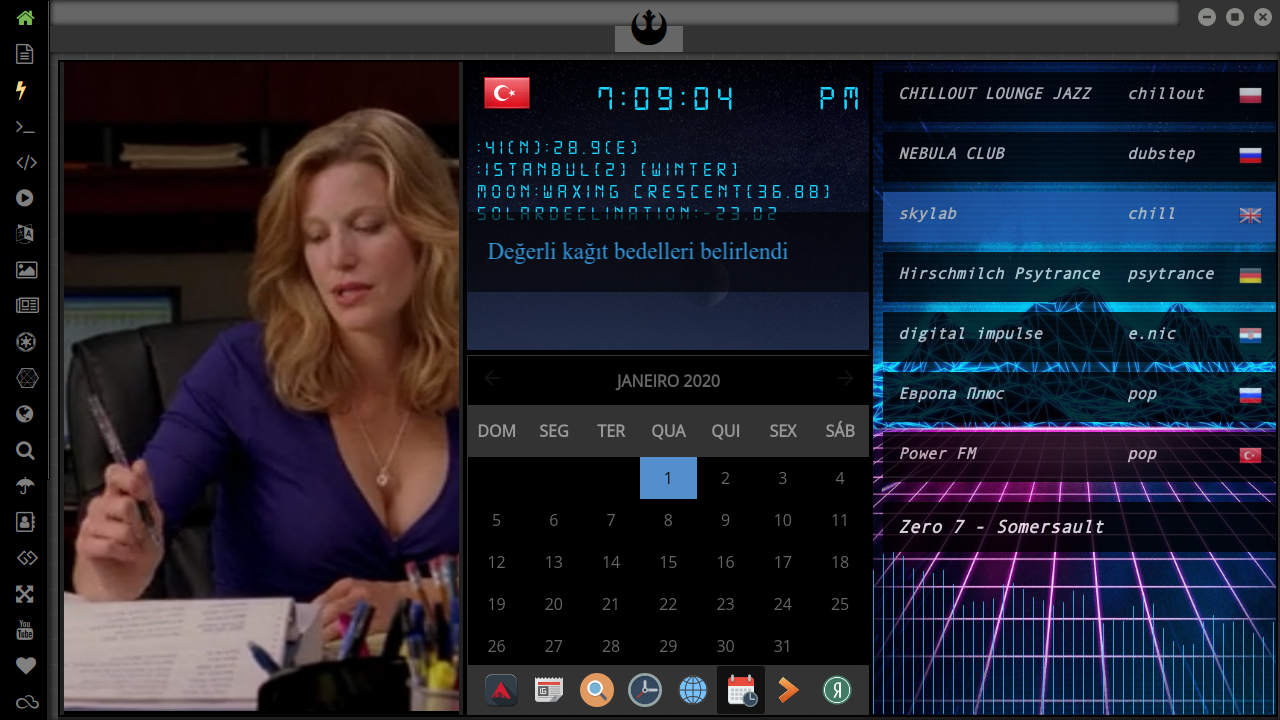 7:09:04 PM
:41(N):28.9(E)
:ISTANBUL(2) (WINTER)
MOON:WAXING CRESCENT(36.88)
SOLARDECLINATION:-23.02
Değerli kağıt bedelleri belirlendi
JANEIRO 2020
DOM SEG TER QUA QUI SEX SÁB
1 2 3 4
5 6 7 8 9 10 11
12 13 14 15 16 17 18
19 20 21 22 23 24 25
26 27 28 29 30 31
CHILLOUT LOUNGE JAZZ chillout
NEBULA CLUB dubstep
skylab chill
Hirschmilch Psytrance psytrance
digital impulse e.nic
Европа Плюс pop
Power FM pop
Zero 7 - Somersault
You
Tube
Я